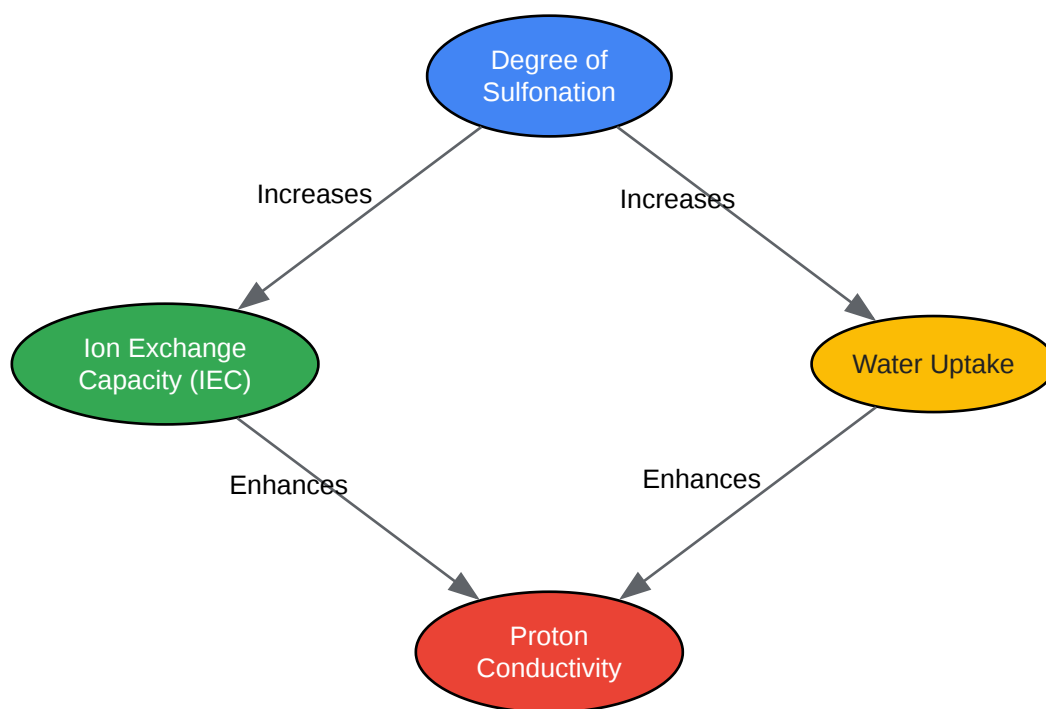 Degree of
Sulfonation
Increases
Increases
Ion Exchange
Capacity (IEC)
Water Uptake
Enhances
Enhances
Proton
Conductivity